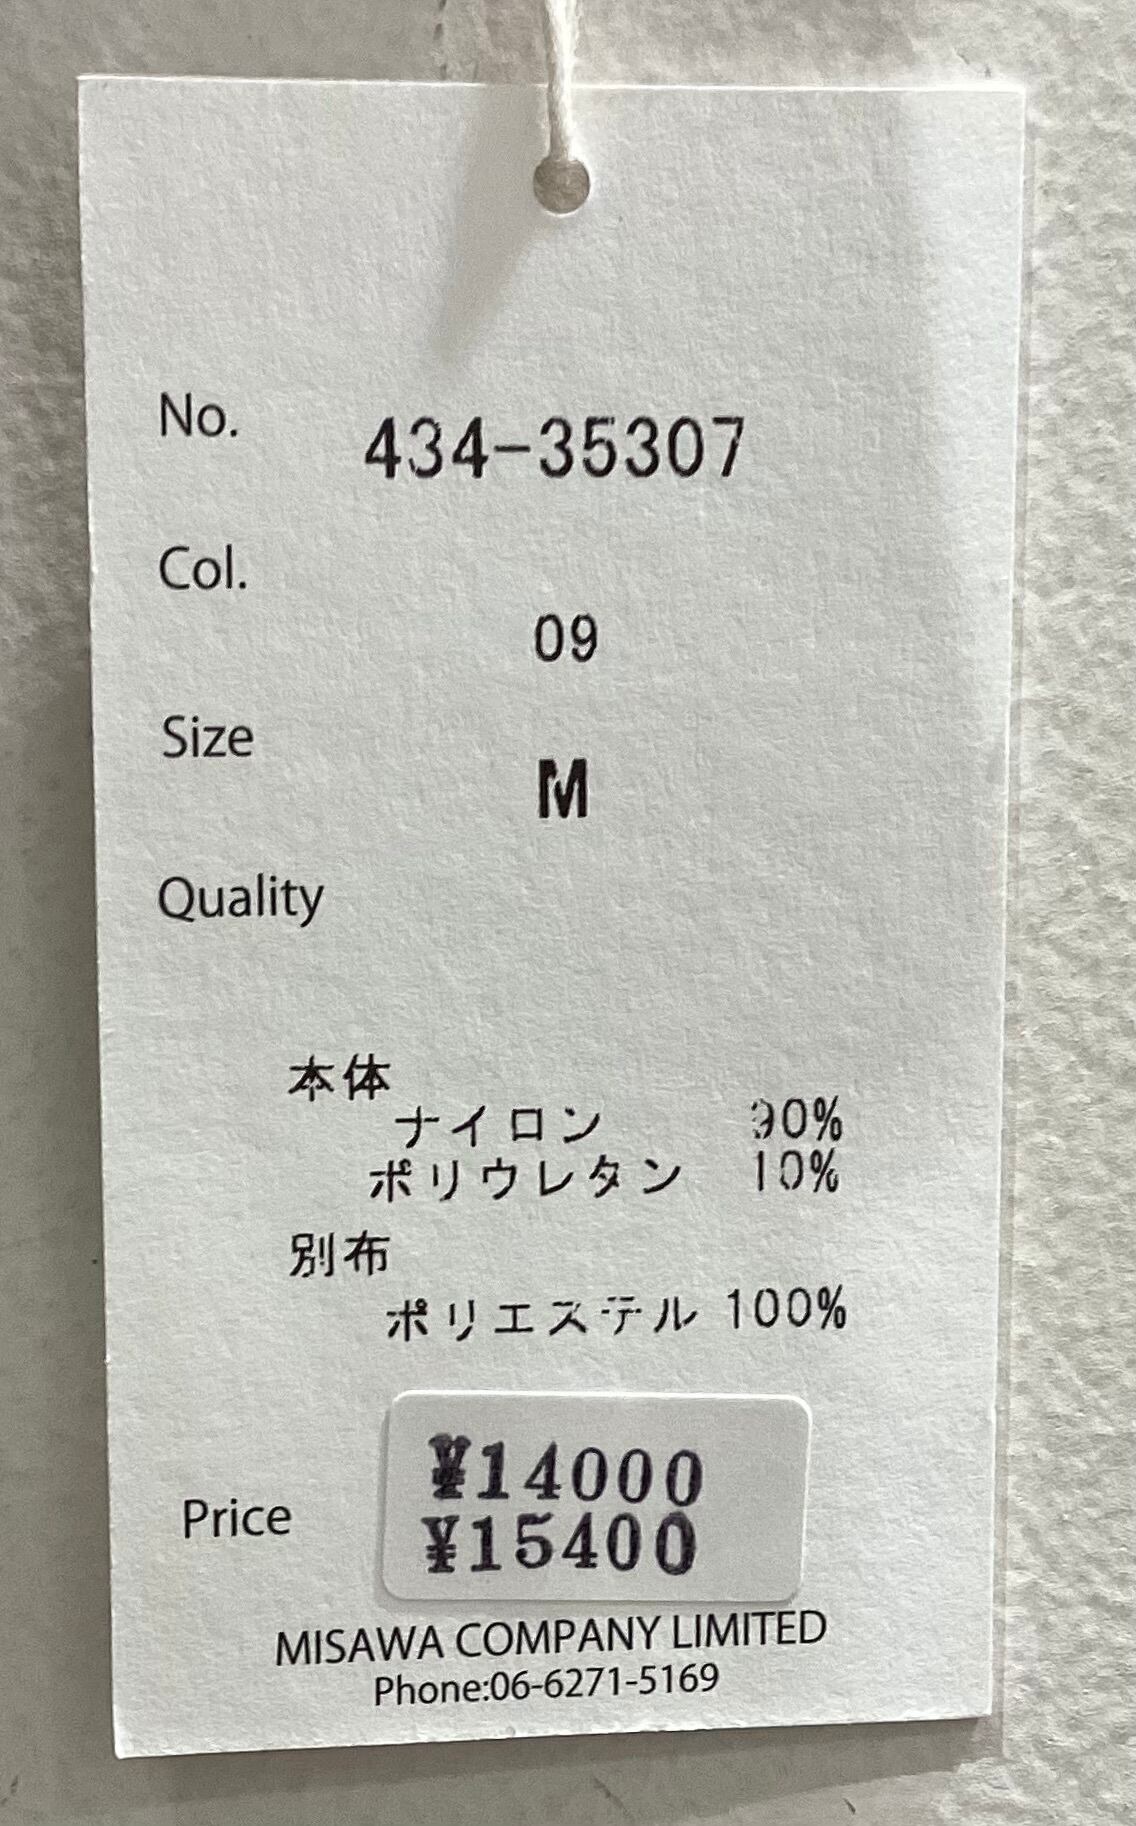 No. 434-35307
Col.
09
Size
M
Quality
本体
ナイロン 90%
ポリウレタン 10%
別布
ポリエステル 100%
¥14000
Price
¥15400
MISAWA COMPANY LIMITED
Phone:06-6271-5169